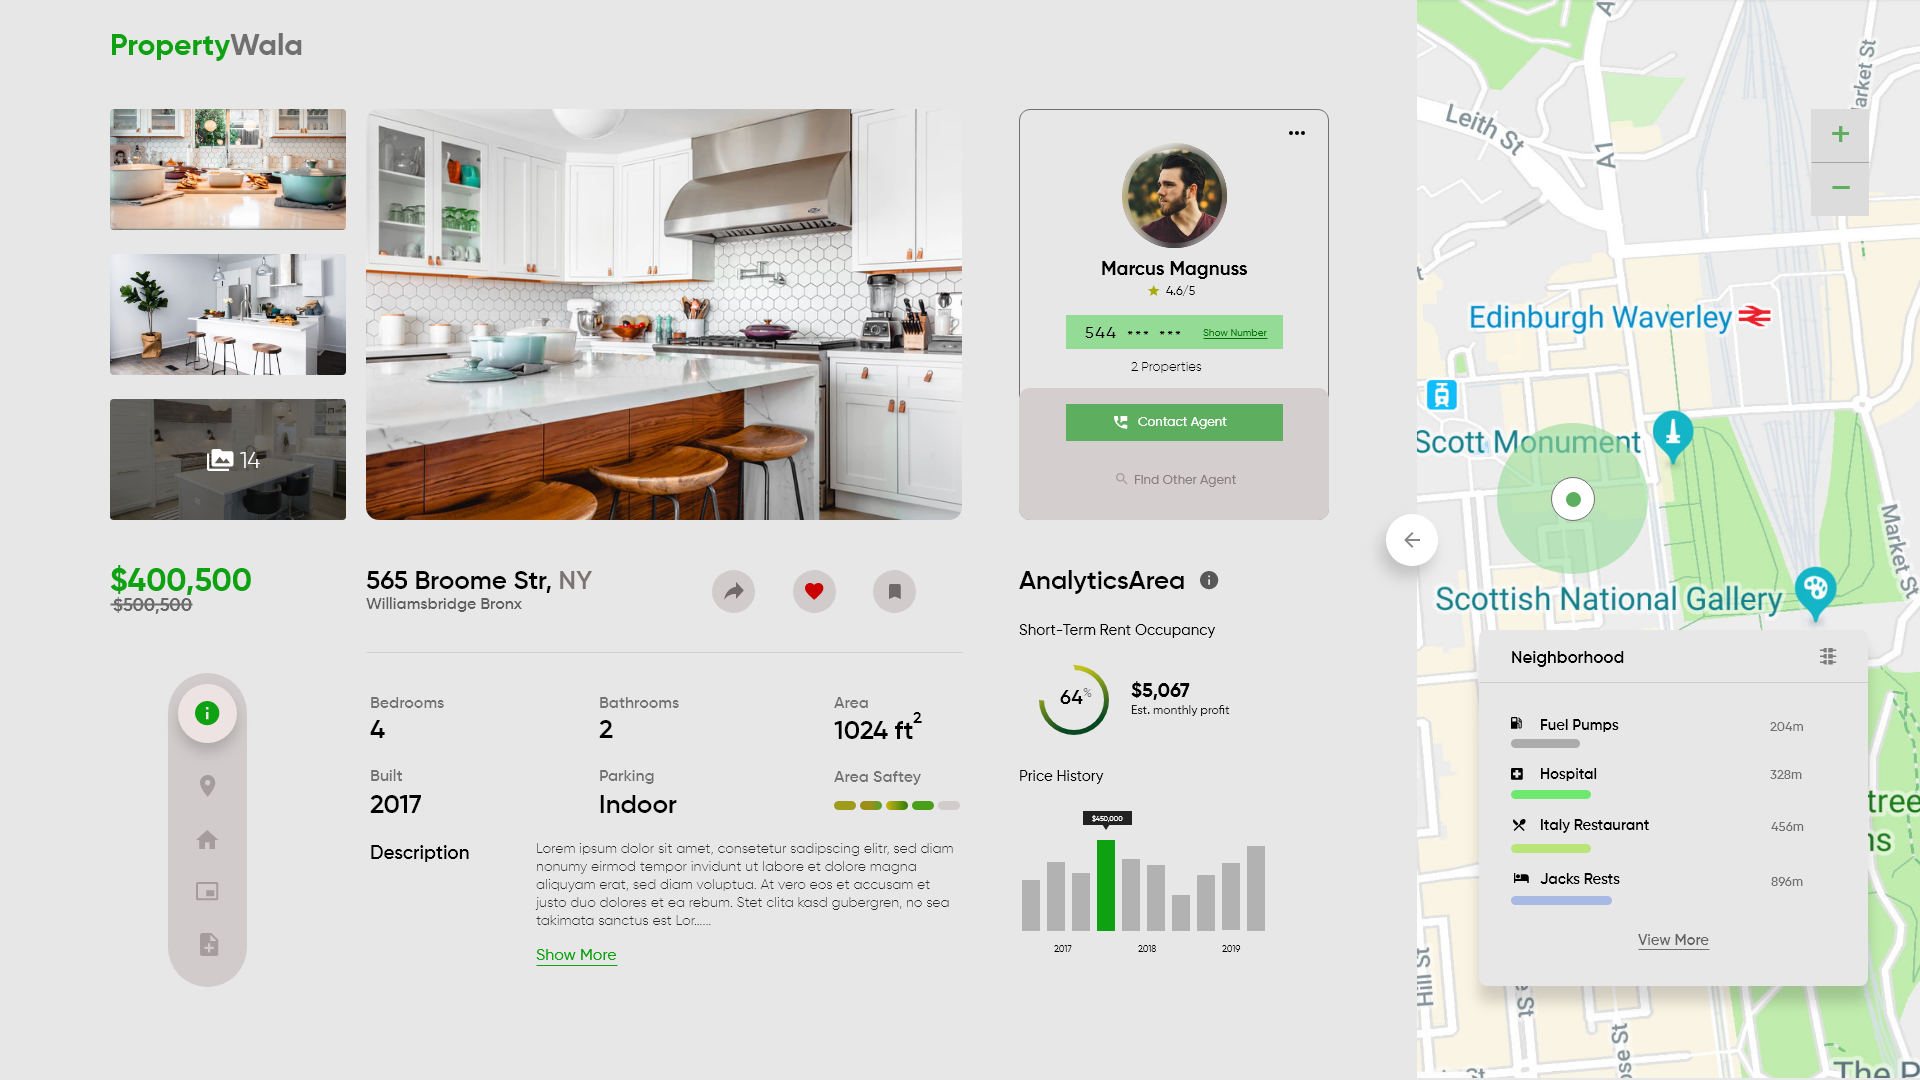 PropertyWala
14
$400,500
$500,500
565 Broome Str, NY
Williamsbridge Bronx
Bedrooms
4
Bathrooms
2
Area
1024 ft2
Built
2017
Parking
Indoor
Area Saftey
Description
Lorem ipsum dolor sit amet, consetetur sadipscing elitr, sed diam
nonumy eirmod tempor invidunt ut labore et dolore magna
aliquyam erat, sed diam voluptua. At vero eos et accusam et
justo duo dolores et ea rebum. Stet clita kasd gubergren, no sea
takimata sanctus est Lor......
Show More
Marcus Magnuss
4.6/5
544 *** *** Show Number
2 Properties
Contact Agent
Find Other Agent
AnalyticsArea
Short-Term Rent Occupancy
64%
$5,067
Est. monthly profit
Price History
$450,000
2017 2018 2019
A1
Leith St
A1
Market St
+
−
Edinburgh Waverley
Scott Monument
Market St
Scottish National Gallery
Neighborhood
Fuel Pumps 204m
Hospital 328m
Italy Restaurant 456m
Jacks Rests 896m
View More
Hill St
The P